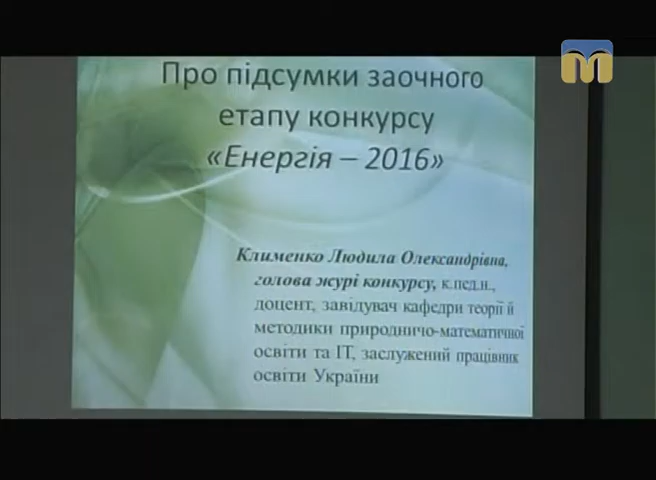 Про підсумки заочного
етапу конкурсу
«Енергія – 2016»
Клименко Людила Олександрівна,
голова журі конкурсу, к.пед.н.,
доцент, завідувач кафедри теорії й
методики природничо-математичної
освіти та ІТ, заслужений працівник
освіти України